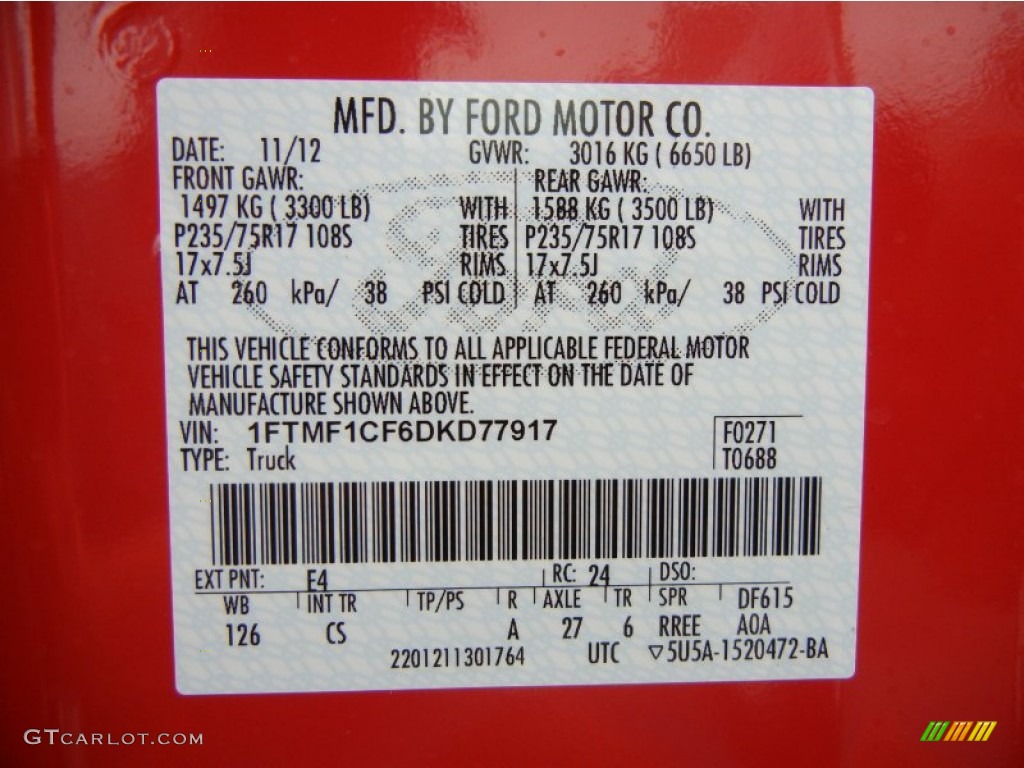 MFD. BY FORD MOTOR CO.
DATE: 11/12 GVWR: 3016 KG ( 6650 LB)
FRONT GAWR: REAR GAWR:
1497 KG ( 3300 LB) WITH 1588 KG ( 3500 LB) WITH
P235/75R17 108S TIRES P235/75R17 108S TIRES
17x7.5J RIMS 17x7.5J RIMS
AT 260 kPa/ 38 PSI COLD AT 260 kPa/ 38 PSI COLD
THIS VEHICLE CONFORMS TO ALL APPLICABLE FEDERAL MOTOR
VEHICLE SAFETY STANDARDS IN EFFECT ON THE DATE OF
MANUFACTURE SHOWN ABOVE.
VIN: 1FTMF1CF6DKD77917 F0271
TYPE: Truck T0688
EXT PNT: E4 RC: 24 DSO:
WB INT TR TP/PS R AXLE TR SPR DF615
126 CS A 27 6 RREE A0A
2201211301764 UTC ▽5U5A-1520472-BA
Ford
GTCARLOT.COM